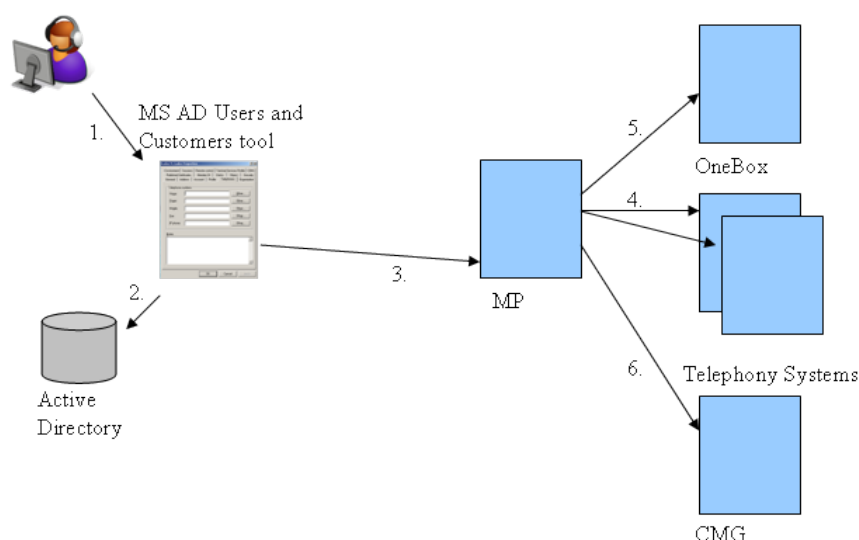 MS AD Users and
Customers tool
1.
5.
OneBox
4.
3.
MP
2.
Active
Directory
6.
Telephony Systems
CMG